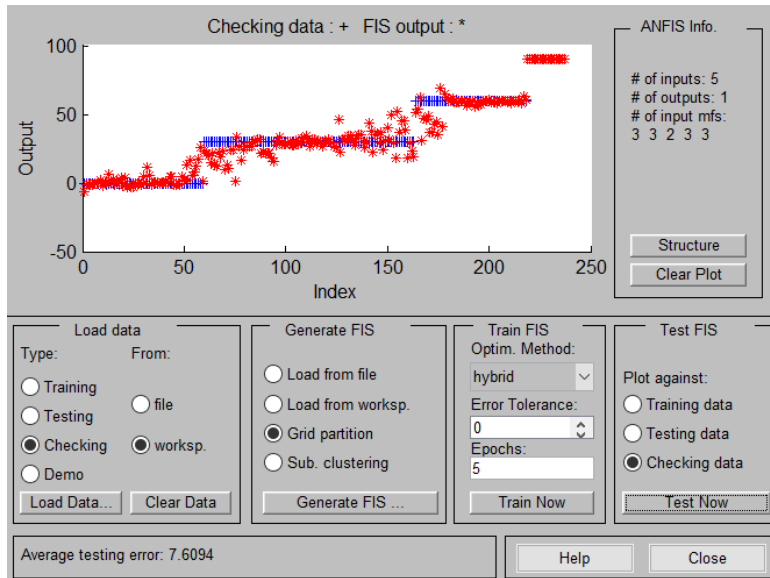 Checking data : +   FIS output : *
100
50
0
-50
Output
0
50
100
150
200
250
Index
ANFIS Info.
# of inputs: 5
# of outputs: 1
# of input mfs:
3 3 2 3 3
Structure
Clear Plot
Load data
Type:
From:
Training
Testing
Checking
Demo
file
worksp.
Load Data...
Clear Data
Generate FIS
Load from file
Load from worksp.
Grid partition
Sub. clustering
Generate FIS ...
Train FIS
Optim. Method:
hybrid
Error Tolerance:
0
Epochs:
5
Train Now
Test FIS
Plot against:
Training data
Testing data
Checking data
Test Now
Average testing error: 7.6094
Help
Close